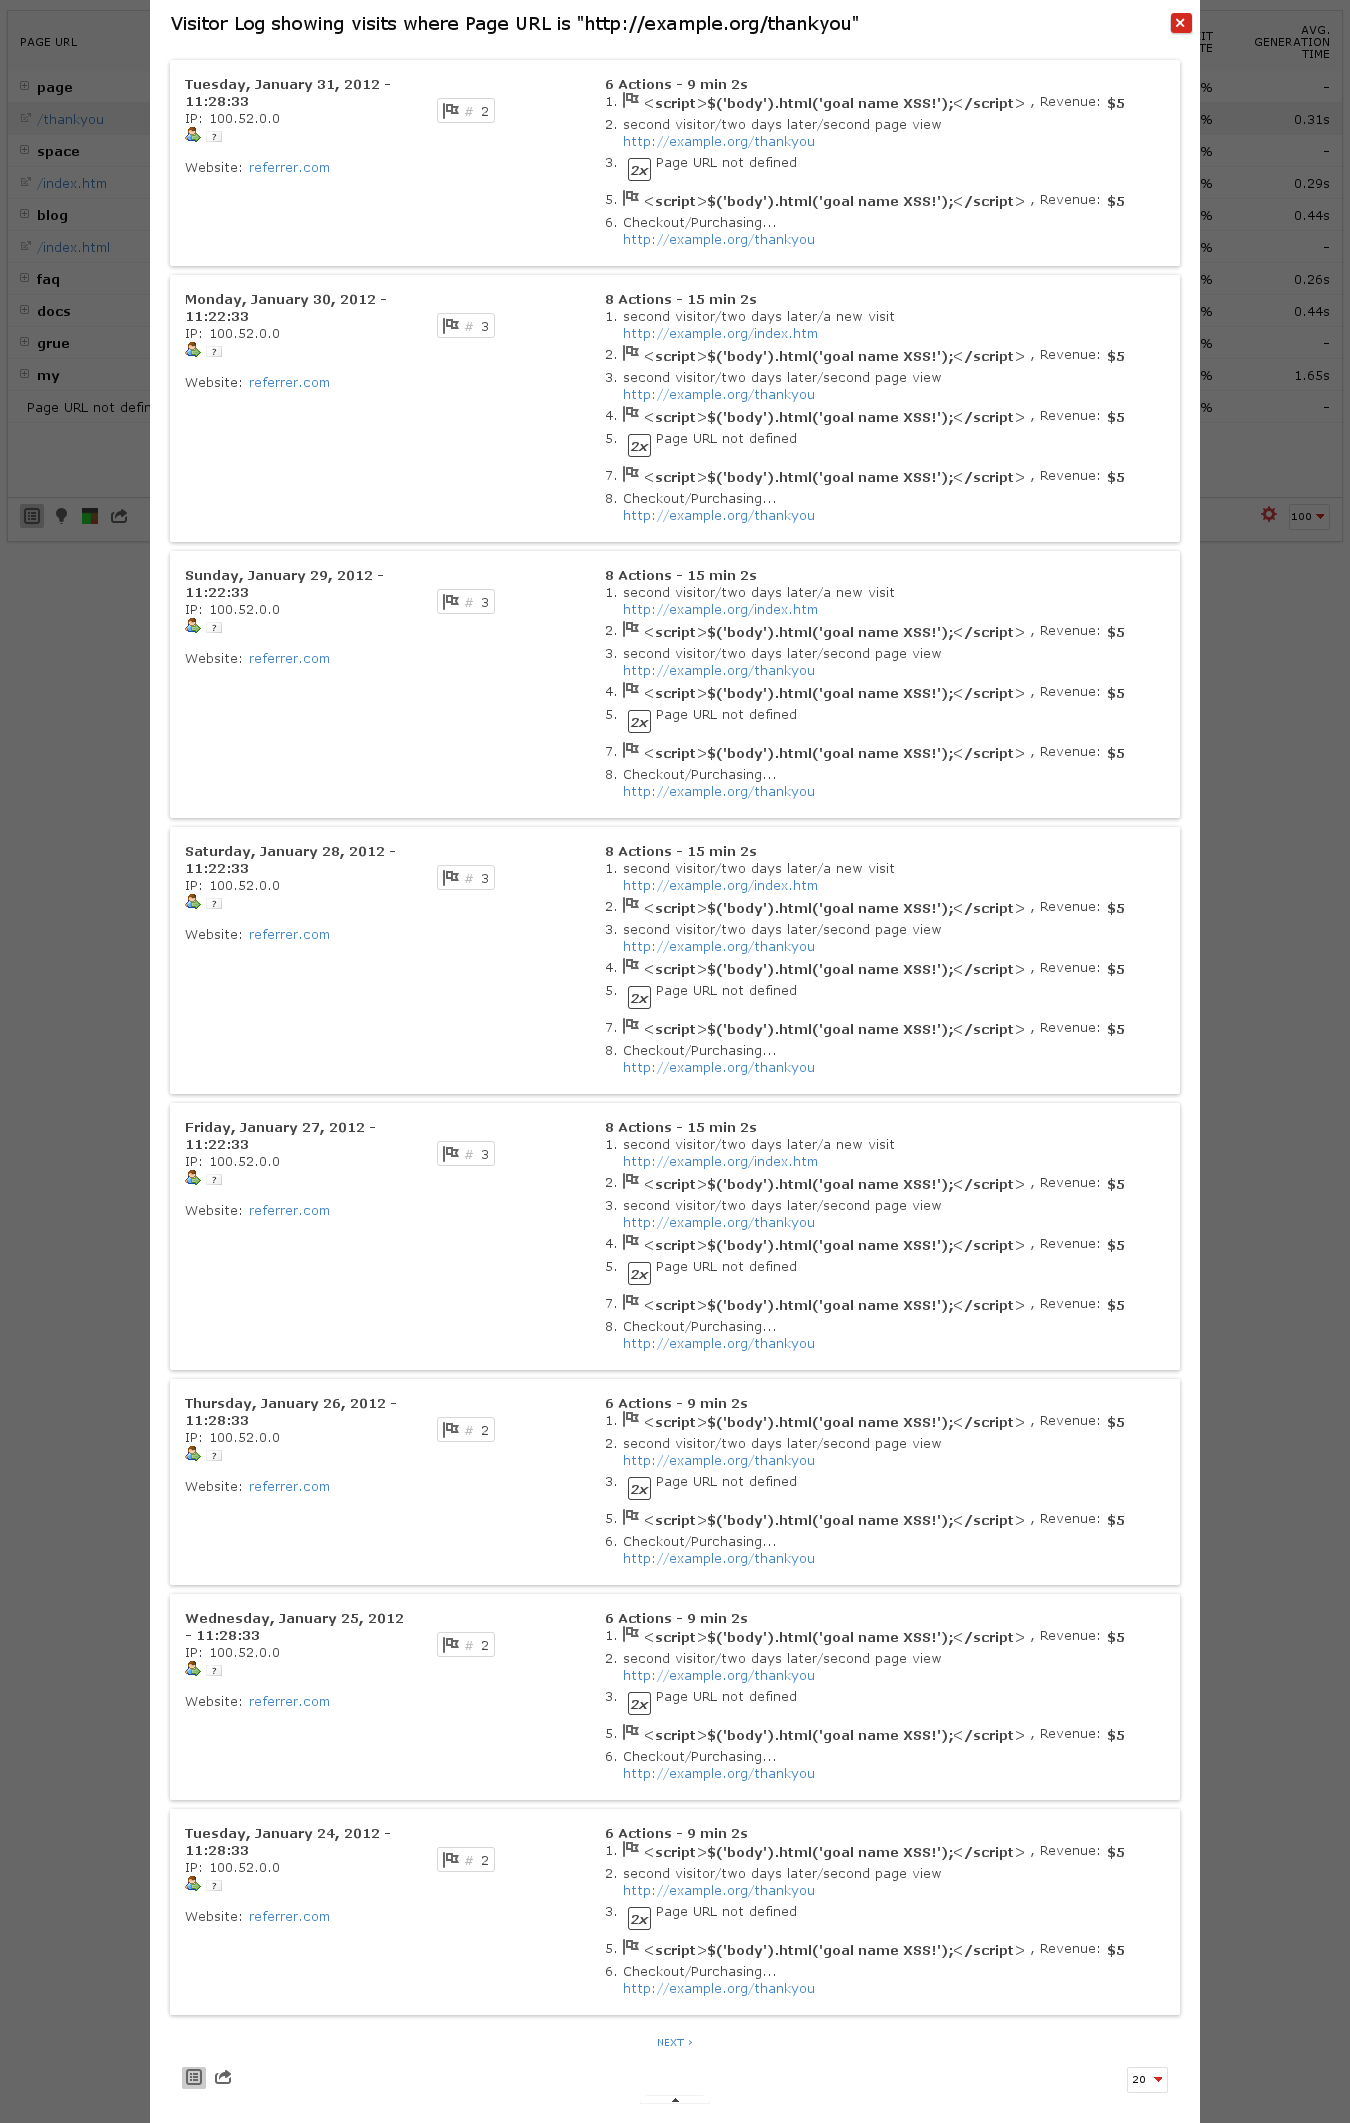 Visitor Log showing visits where Page URL is "http://example.org/thankyou"
PAGE URL
AVG.
GENERATION
TIME
IT
TE
page
%
-
/thankyou
%
0.31s
space
%
-
/index.htm
%
0.29s
blog
%
0.44s
/index.html
%
-
faq
%
0.26s
docs
%
0.44s
grue
%
-
my
%
1.65s
Page URL not defin
%
-
100
Tuesday, January 31, 2012 -
11:28:33
IP: 100.52.0.0
?
Website: referrer.com
# 2
6 Actions - 9 min 2s
1. <script>$('body').html('goal name XSS!');</script> , Revenue: $5
2. second visitor/two days later/second page view
http://example.org/thankyou
3. 2x Page URL not defined
5. <script>$('body').html('goal name XSS!');</script> , Revenue: $5
6. Checkout/Purchasing...
http://example.org/thankyou
Monday, January 30, 2012 -
11:22:33
IP: 100.52.0.0
?
Website: referrer.com
# 3
8 Actions - 15 min 2s
1. second visitor/two days later/a new visit
http://example.org/index.htm
2. <script>$('body').html('goal name XSS!');</script> , Revenue: $5
3. second visitor/two days later/second page view
http://example.org/thankyou
4. <script>$('body').html('goal name XSS!');</script> , Revenue: $5
5. 2x Page URL not defined
7. <script>$('body').html('goal name XSS!');</script> , Revenue: $5
8. Checkout/Purchasing...
http://example.org/thankyou
Sunday, January 29, 2012 -
11:22:33
IP: 100.52.0.0
?
Website: referrer.com
# 3
8 Actions - 15 min 2s
1. second visitor/two days later/a new visit
http://example.org/index.htm
2. <script>$('body').html('goal name XSS!');</script> , Revenue: $5
3. second visitor/two days later/second page view
http://example.org/thankyou
4. <script>$('body').html('goal name XSS!');</script> , Revenue: $5
5. 2x Page URL not defined
7. <script>$('body').html('goal name XSS!');</script> , Revenue: $5
8. Checkout/Purchasing...
http://example.org/thankyou
Saturday, January 28, 2012 -
11:22:33
IP: 100.52.0.0
?
Website: referrer.com
# 3
8 Actions - 15 min 2s
1. second visitor/two days later/a new visit
http://example.org/index.htm
2. <script>$('body').html('goal name XSS!');</script> , Revenue: $5
3. second visitor/two days later/second page view
http://example.org/thankyou
4. <script>$('body').html('goal name XSS!');</script> , Revenue: $5
5. 2x Page URL not defined
7. <script>$('body').html('goal name XSS!');</script> , Revenue: $5
8. Checkout/Purchasing...
http://example.org/thankyou
Friday, January 27, 2012 -
11:22:33
IP: 100.52.0.0
?
Website: referrer.com
# 3
8 Actions - 15 min 2s
1. second visitor/two days later/a new visit
http://example.org/index.htm
2. <script>$('body').html('goal name XSS!');</script> , Revenue: $5
3. second visitor/two days later/second page view
http://example.org/thankyou
4. <script>$('body').html('goal name XSS!');</script> , Revenue: $5
5. 2x Page URL not defined
7. <script>$('body').html('goal name XSS!');</script> , Revenue: $5
8. Checkout/Purchasing...
http://example.org/thankyou
Thursday, January 26, 2012 -
11:28:33
IP: 100.52.0.0
?
Website: referrer.com
# 2
6 Actions - 9 min 2s
1. <script>$('body').html('goal name XSS!');</script> , Revenue: $5
2. second visitor/two days later/second page view
http://example.org/thankyou
3. 2x Page URL not defined
5. <script>$('body').html('goal name XSS!');</script> , Revenue: $5
6. Checkout/Purchasing...
http://example.org/thankyou
Wednesday, January 25, 2012
- 11:28:33
IP: 100.52.0.0
?
Website: referrer.com
# 2
6 Actions - 9 min 2s
1. <script>$('body').html('goal name XSS!');</script> , Revenue: $5
2. second visitor/two days later/second page view
http://example.org/thankyou
3. 2x Page URL not defined
5. <script>$('body').html('goal name XSS!');</script> , Revenue: $5
6. Checkout/Purchasing...
http://example.org/thankyou
Tuesday, January 24, 2012 -
11:28:33
IP: 100.52.0.0
?
Website: referrer.com
# 2
6 Actions - 9 min 2s
1. <script>$('body').html('goal name XSS!');</script> , Revenue: $5
2. second visitor/two days later/second page view
http://example.org/thankyou
3. 2x Page URL not defined
5. <script>$('body').html('goal name XSS!');</script> , Revenue: $5
6. Checkout/Purchasing...
http://example.org/thankyou
NEXT ›
20